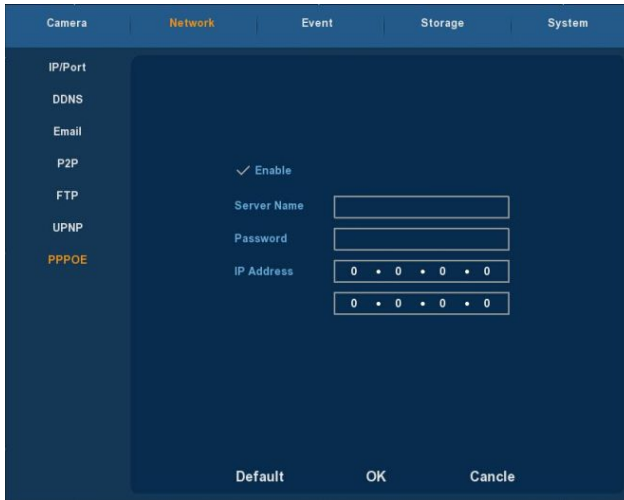 Camera Network Event Storage System
IP/Port
DDNS
Email
P2P
✓ Enable
FTP
Server Name
UPNP
Password
PPPOE
IP Address 0 • 0 • 0 • 0
0 • 0 • 0 • 0
Default OK Cancle